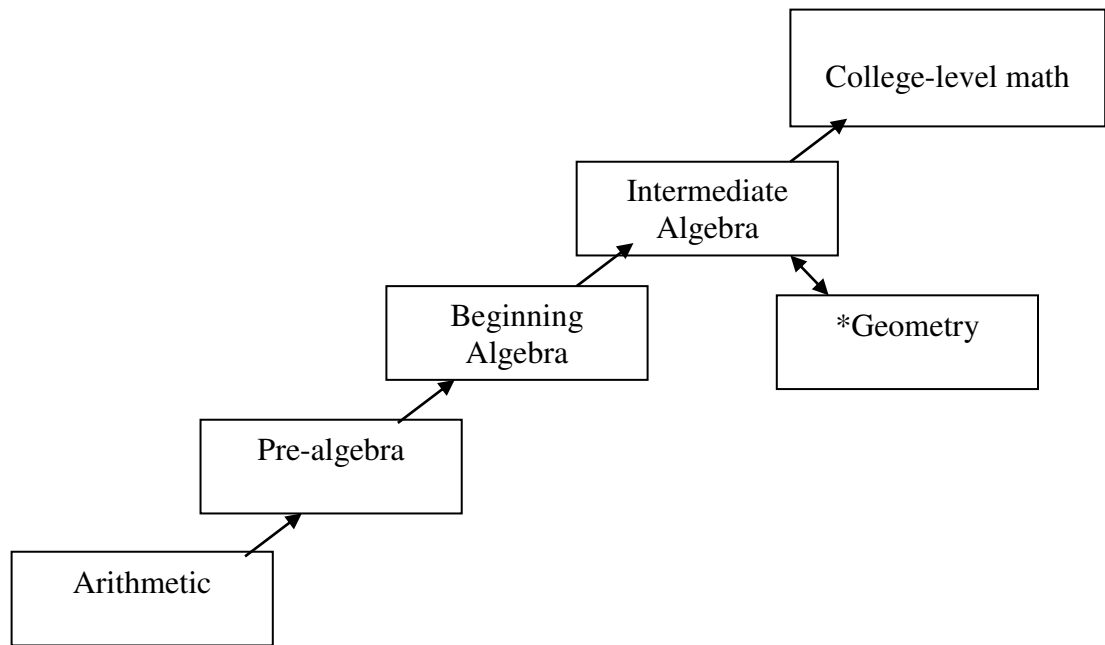 College-level math
Intermediate
Algebra
*Geometry
Beginning
Algebra
Pre-algebra
Arithmetic